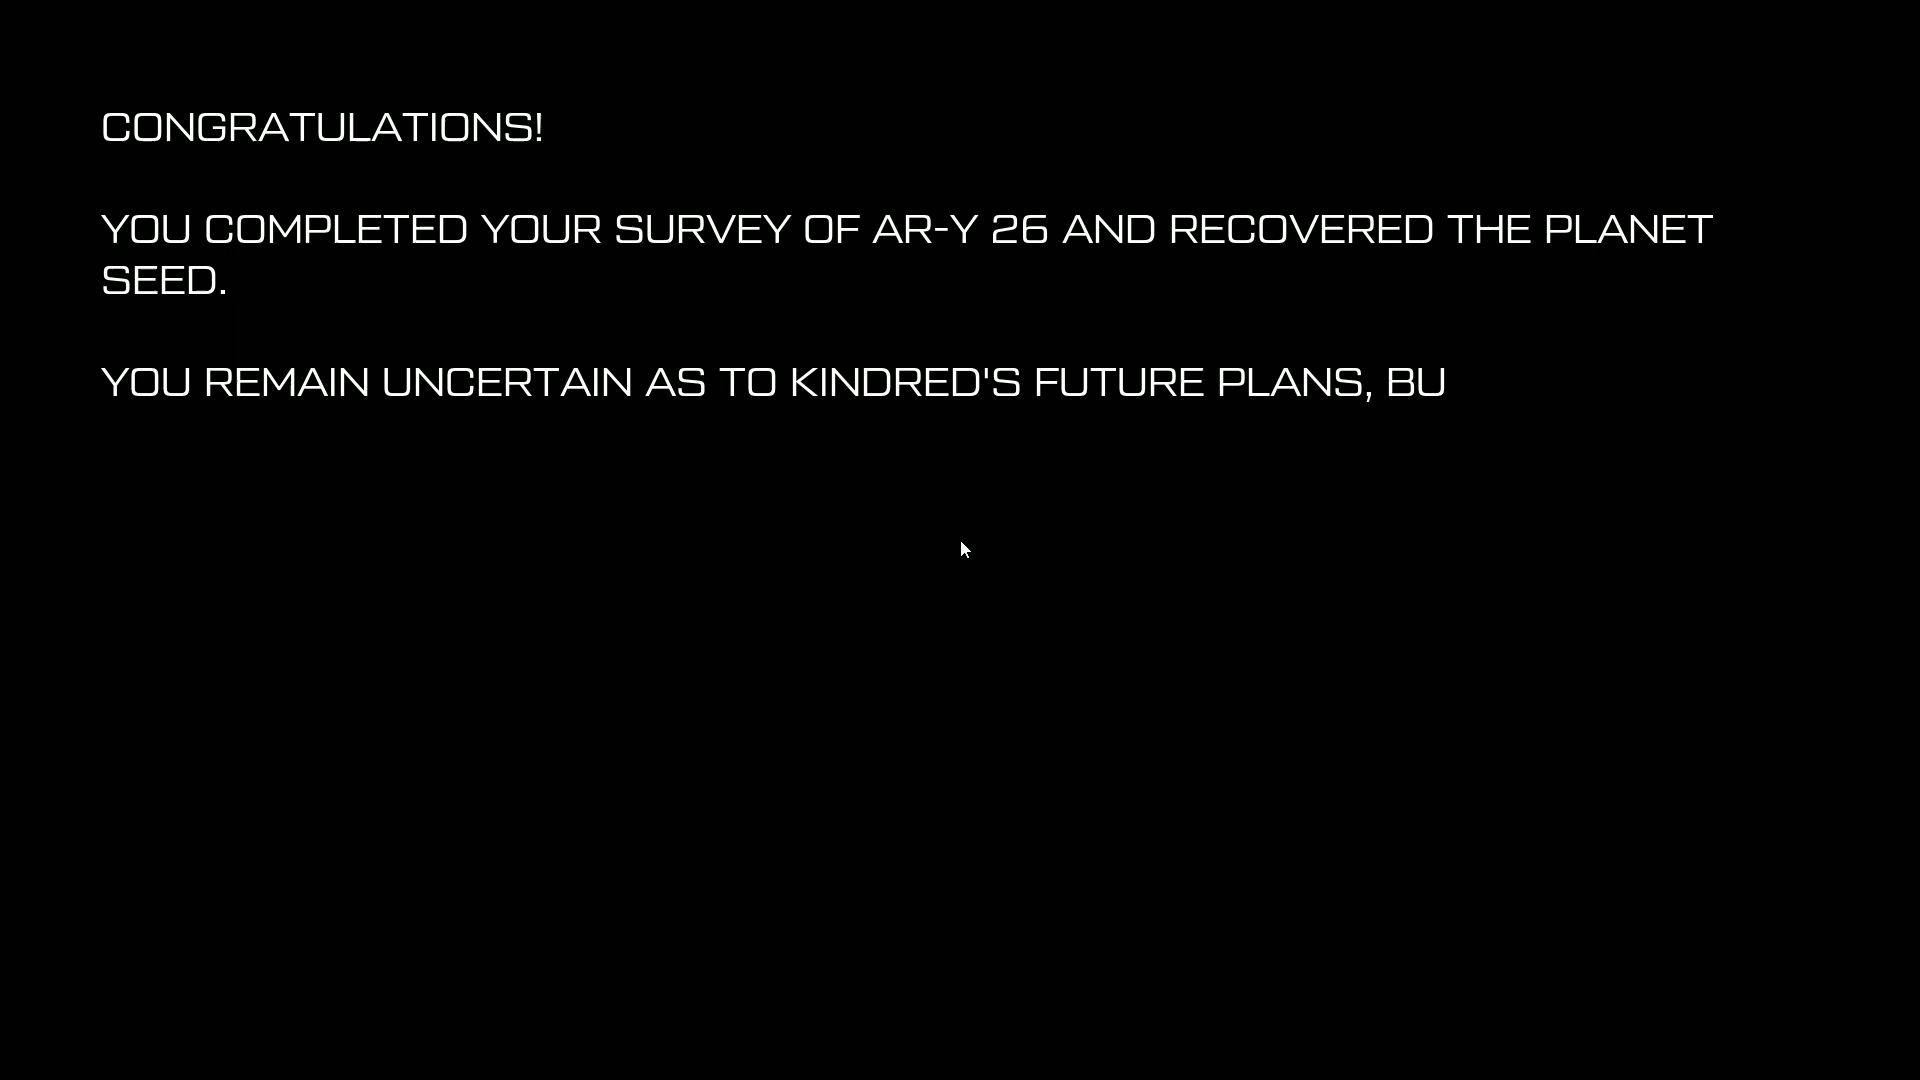 CONGRATULATIONS!
YOU COMPLETED YOUR SURVEY OF AR-Y 26 AND RECOVERED THE PLANET
SEED.
YOU REMAIN UNCERTAIN AS TO KINDRED'S FUTURE PLANS, BU